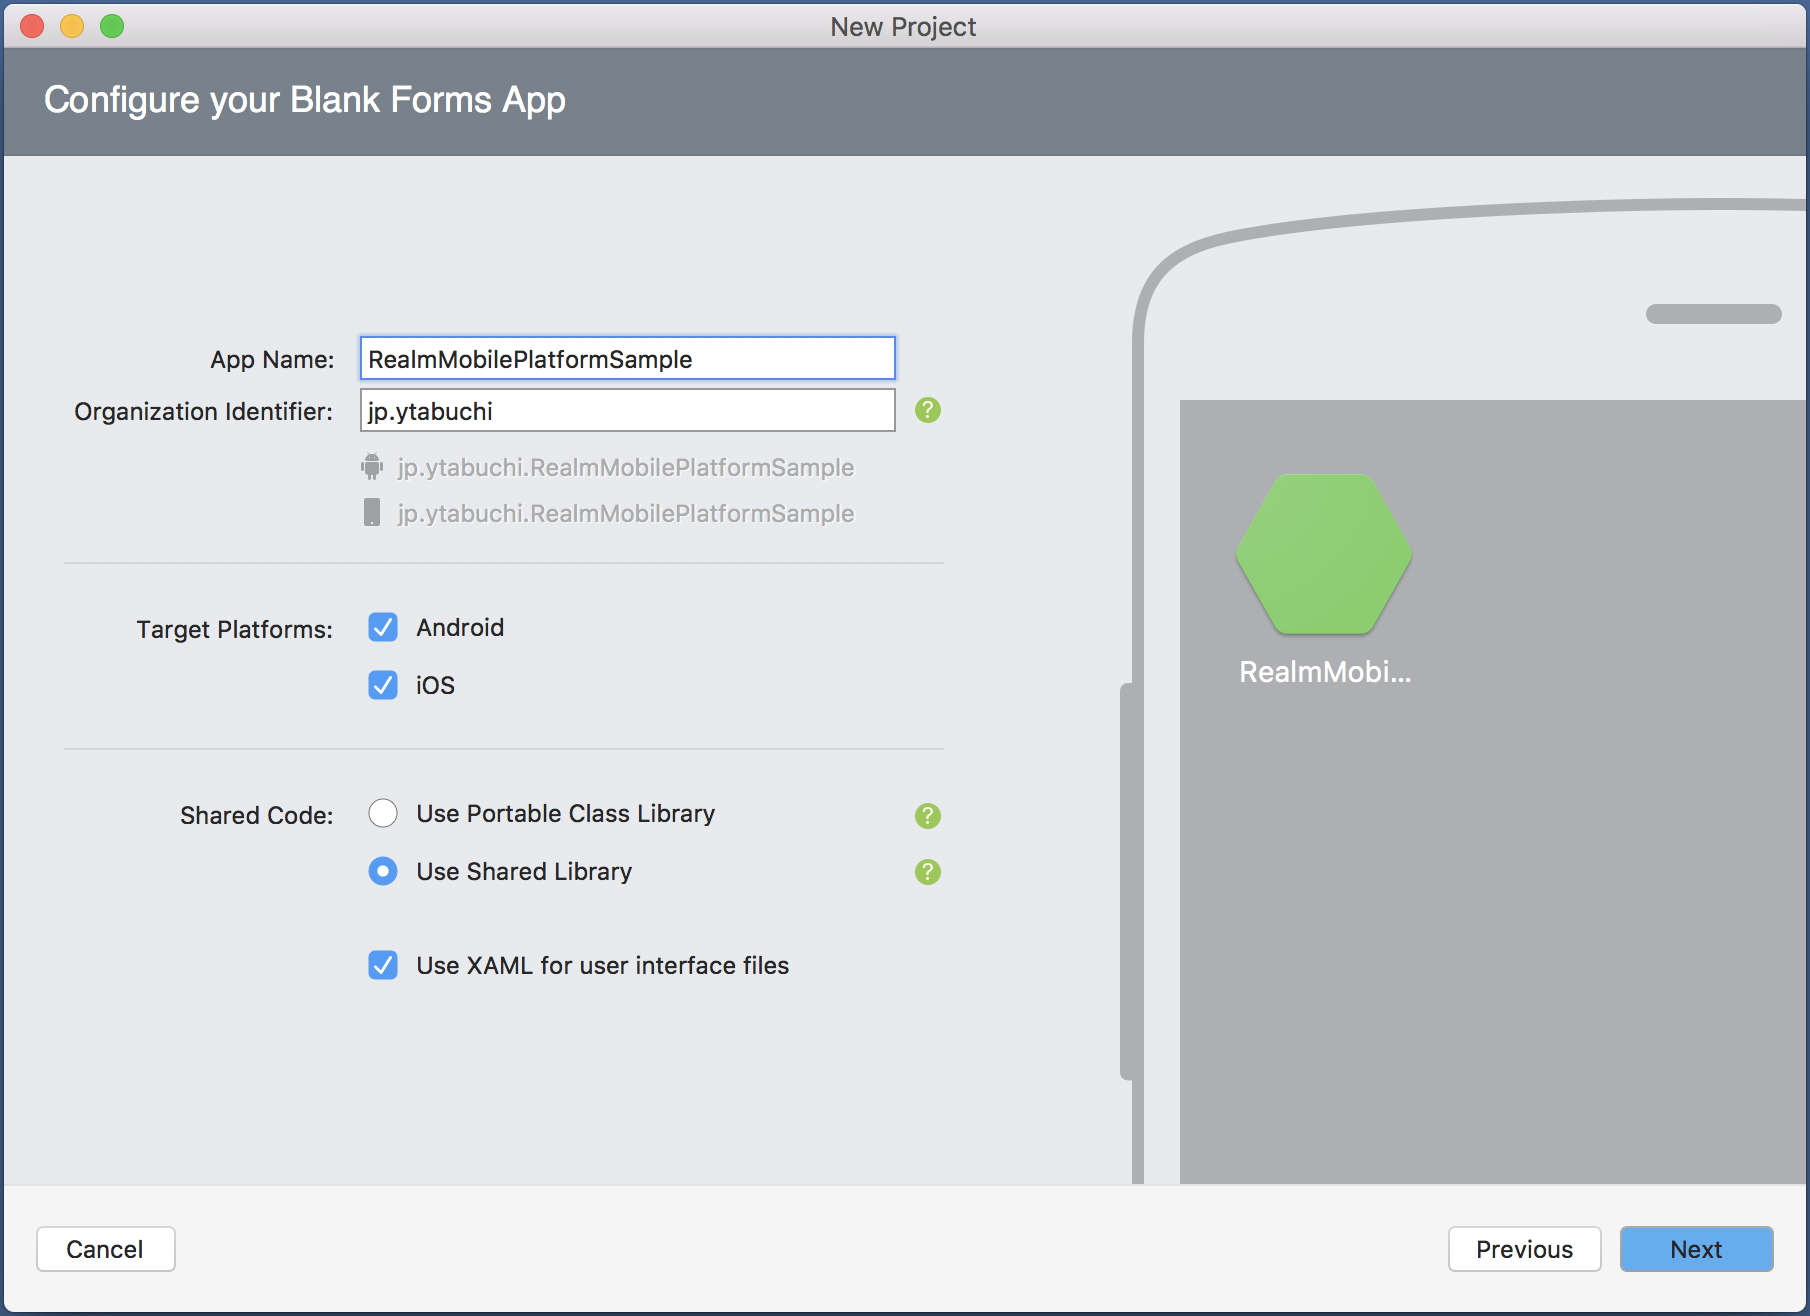 New Project
Configure your Blank Forms App
App Name: RealmMobilePlatformSample
Organization Identifier: jp.ytabuchi ?
jp.ytabuchi.RealmMobilePlatformSample
jp.ytabuchi.RealmMobilePlatformSample
Target Platforms: Android
iOS
Shared Code: Use Portable Class Library ?
Use Shared Library ?
Use XAML for user interface files
RealmMobi...
Cancel Previous Next